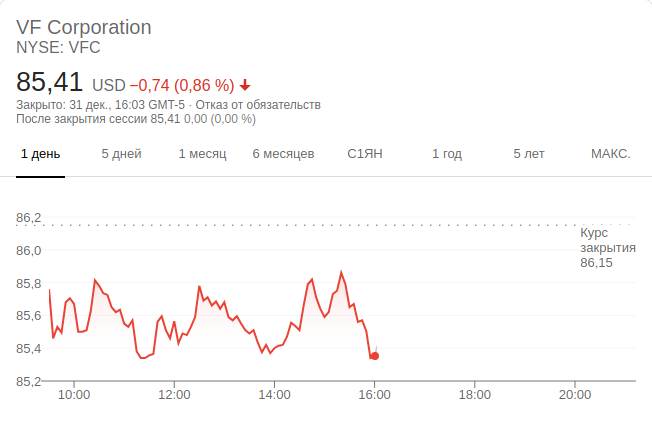 VF Corporation
NYSE: VFC
85,41 USD −0,74 (0,86 %)
Закрыто: 31 дек., 16:03 GMT-5 · Отказ от обязательств
После закрытия сессии 85,41 0,00 (0,00 %)
1 день 5 дней 1 месяц 6 месяцев С1ЯН 1 год 5 лет МАКС.
86,2
Курс
закрытия
86,15
86,0
85,8
85,6
85,4
85,2
10:00 12:00 14:00 16:00 18:00 20:00